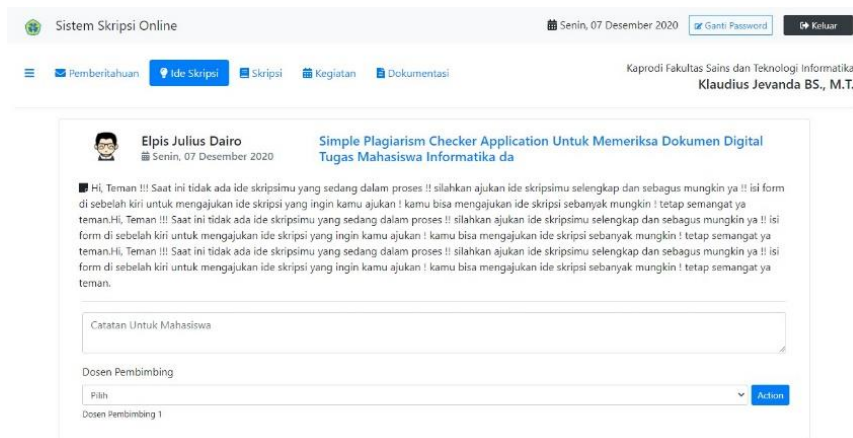 Sistem Skripsi Online
Senin, 07 Desember 2020
Ganti Password
Keluar
Pemberitahuan
Ide Skripsi
Skripsi
Kegiatan
Dokumentasi
Kaprodi Fakultas Sains dan Teknologi Informatika
Klaudius Jevanda BS., M.T.
Elpis Julius Dairo
Senin, 07 Desember 2020
Simple Plagiarism Checker Application Untuk Memeriksa Dokumen Digital
Tugas Mahasiswa Informatika da
Hi, Teman !!! Saat ini tidak ada ide skripsimu yang sedang dalam proses !! silahkan ajukan ide skripsimu selengkap dan sebagus mungkin ya !! isi form
di sebelah kiri untuk mengajukan ide skripsi yang ingin kamu ajukan ! kamu bisa mengajukan ide skripsi sebanyak mungkin ! tetap semangat ya
teman.Hi, Teman !!! Saat ini tidak ada ide skripsimu yang sedang dalam proses !! silahkan ajukan ide skripsimu selengkap dan sebagus mungkin ya !! isi
form di sebelah kiri untuk mengajukan ide skripsi yang ingin kamu ajukan ! kamu bisa mengajukan ide skripsi sebanyak mungkin ! tetap semangat ya
teman.Hi, Teman !!! Saat ini tidak ada ide skripsimu yang sedang dalam proses !! silahkan ajukan ide skripsimu selengkap dan sebagus mungkin ya !! isi
form di sebelah kiri untuk mengajukan ide skripsi yang ingin kamu ajukan ! kamu bisa mengajukan ide skripsi sebanyak mungkin ! tetap semangat ya
teman.
Catatan Untuk Mahasiswa
Dosen Pembimbing
Pilih
Action
Dosen Pembimbing 1